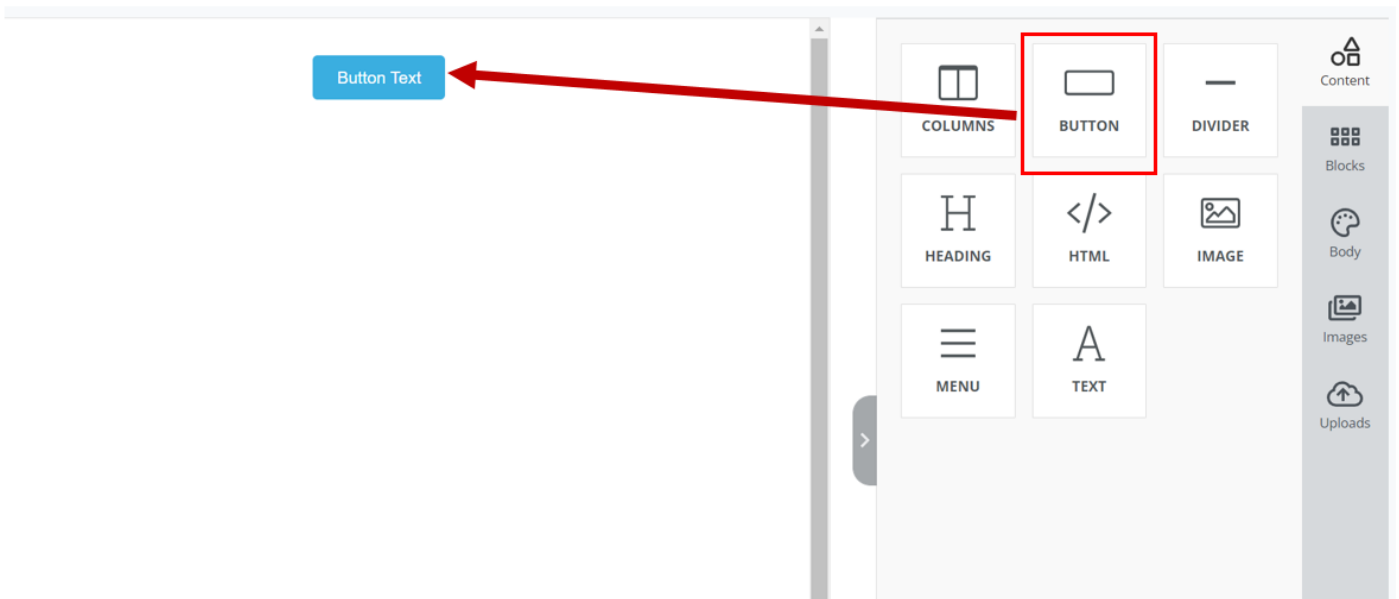 Button Text
COLUMNS
BUTTON
DIVIDER
HEADING
HTML
IMAGE
MENU
TEXT
Content
Blocks
Body
Images
Uploads